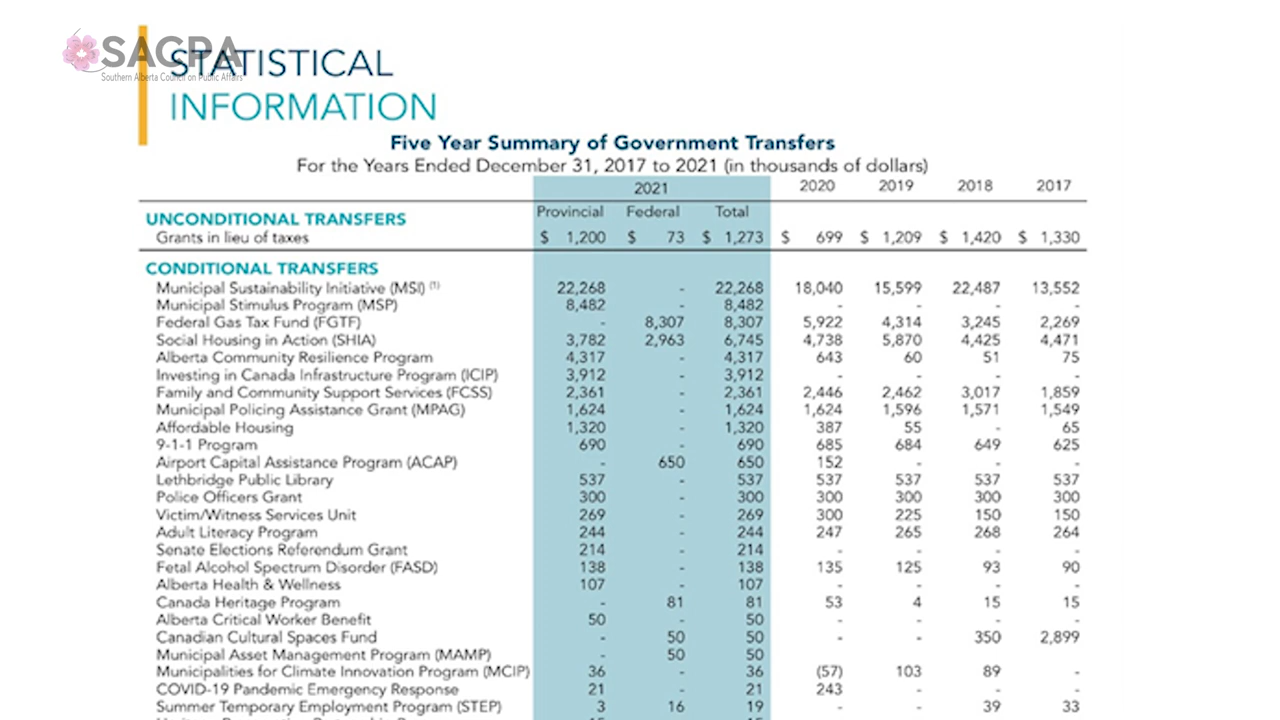 SACPA
Southern Alberta Council on Public Affairs
STATISTICAL
INFORMATION
Five Year Summary of Government Transfers
For the Years Ended December 31, 2017 to 2021 (in thousands of dollars)
2021 2020 2019 2018 2017
UNCONDITIONAL TRANSFERS Provincial Federal Total
Grants in lieu of taxes $ 1,200 $ 73 $ 1,273 $ 699 $ 1,209 $ 1,420 $ 1,330
CONDITIONAL TRANSFERS
Municipal Sustainability Initiative (MSI) (1) 22,268 - 22,268 18,040 15,599 22,487 13,552
Municipal Stimulus Program (MSP) 8,482 - 8,482 - - - -
Federal Gas Tax Fund (FGTF) - 8,307 8,307 5,922 4,314 3,245 2,269
Social Housing in Action (SHIA) 3,782 2,963 6,745 4,738 5,870 4,425 4,471
Alberta Community Resilience Program 4,317 - 4,317 643 60 51 75
Investing in Canada Infrastructure Program (ICIP) 3,912 - 3,912 - - - -
Family and Community Support Services (FCSS) 2,361 - 2,361 2,446 2,462 3,017 1,859
Municipal Policing Assistance Grant (MPAG) 1,624 - 1,624 1,624 1,596 1,571 1,549
Affordable Housing 1,320 - 1,320 387 55 - 65
9-1-1 Program 690 - 690 685 684 649 625
Airport Capital Assistance Program (ACAP) - 650 650 152 - - -
Lethbridge Public Library 537 - 537 537 537 537 537
Police Officers Grant 300 - 300 300 300 300 300
Victim/Witness Services Unit 269 - 269 300 225 150 150
Adult Literacy Program 244 - 244 247 265 268 264
Senate Elections Referendum Grant 214 - 214 - - - -
Fetal Alcohol Spectrum Disorder (FASD) 138 - 138 135 125 93 90
Alberta Health & Wellness 107 - 107 - - - -
Canada Heritage Program - 81 81 53 4 15 15
Alberta Critical Worker Benefit 50 - 50 - - - -
Canadian Cultural Spaces Fund - 50 50 - - 350 2,899
Municipal Asset Management Program (MAMP) - 50 50 - - - -
Municipalities for Climate Innovation Program (MCIP) 36 - 36 (57) 103 89 -
COVID-19 Pandemic Emergency Response 21 - 21 243 - - -
Summer Temporary Employment Program (STEP) 3 16 19 - - 39 33